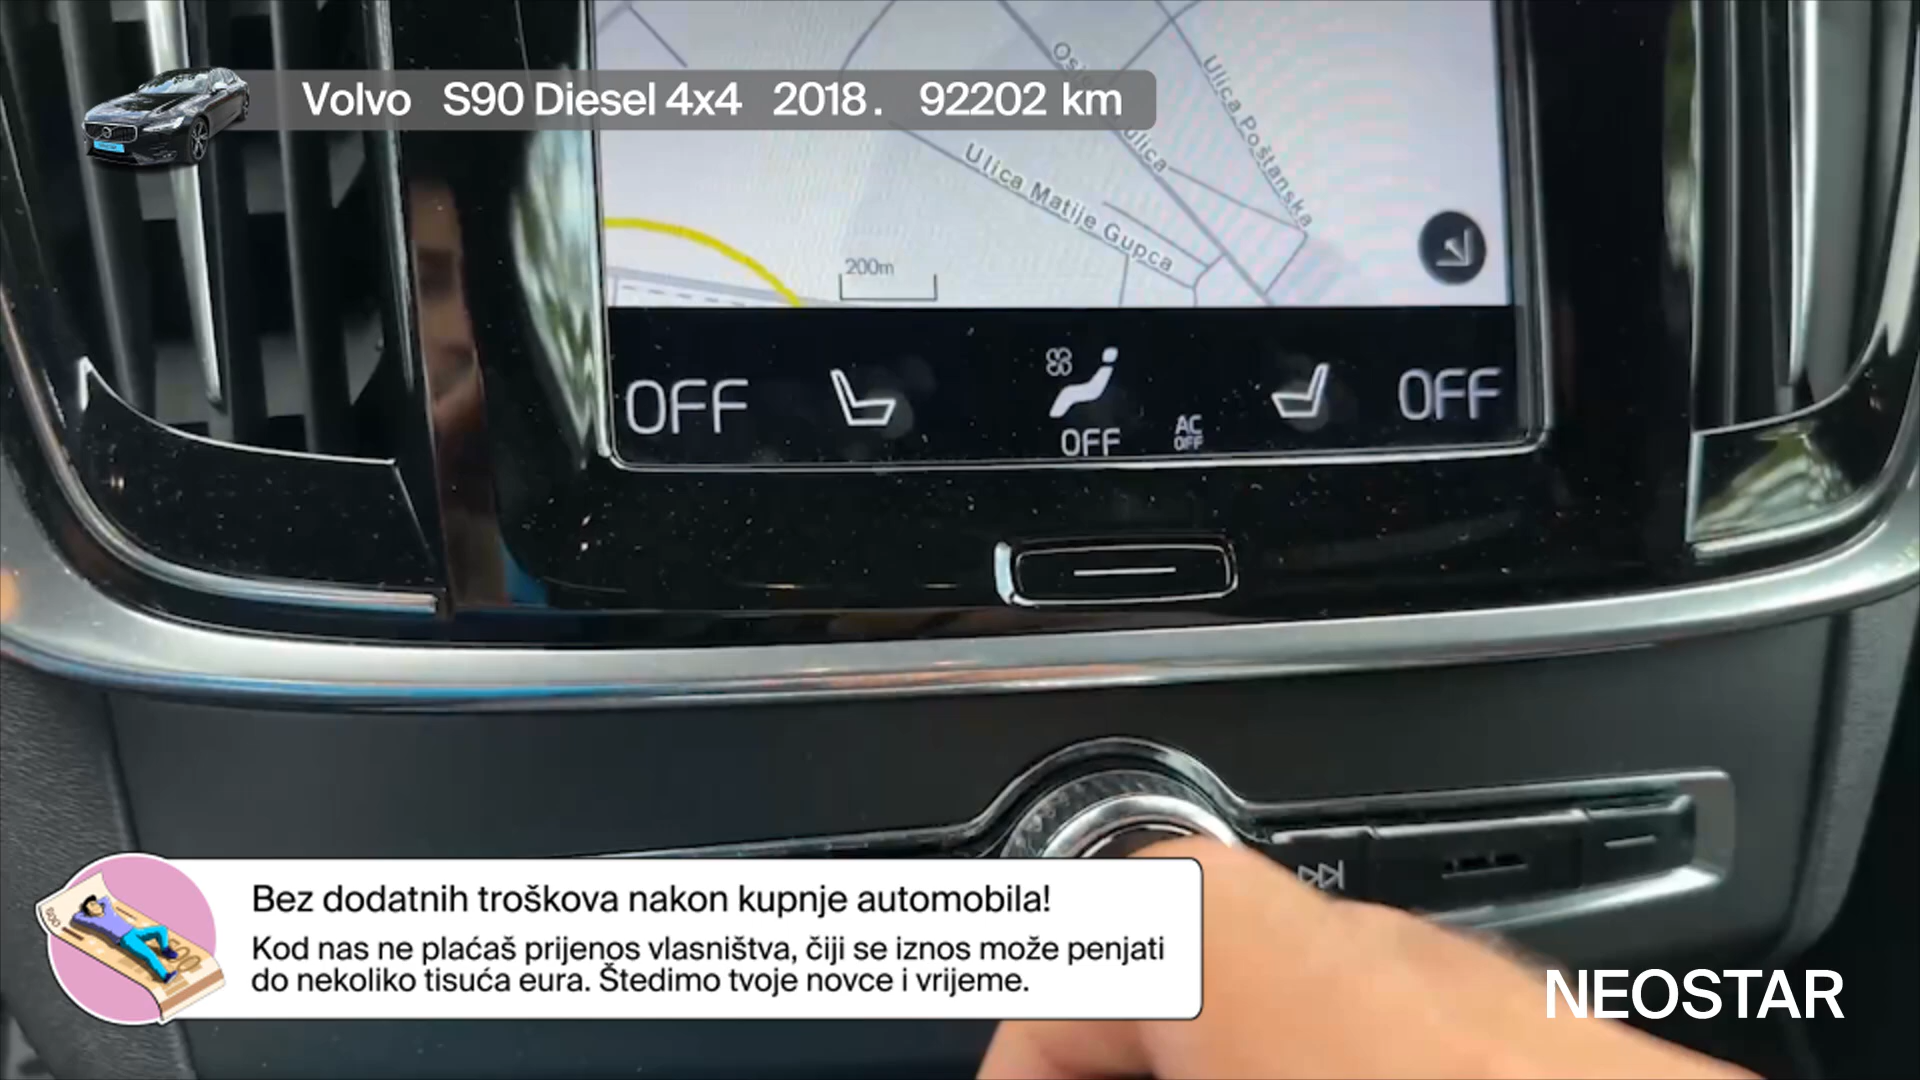 Volvo S90 Diesel 4x4 2018. 92202 km
Ulica Poštanska
ulica
Ulica Matije Gupca
200m
OFF
OFF
AC
OFF
OFF
Bez dodatnih troškova nakon kupnje automobila!
Kod nas ne plaćaš prijenos vlasništva, čiji se iznos može penjati
do nekoliko tisuća eura. Štedimo tvoje novce i vrijeme.
NEOSTAR